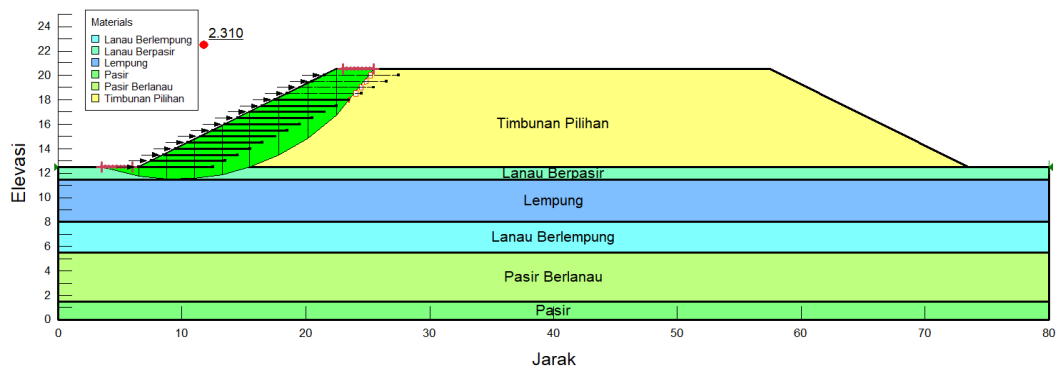 Materials
Lanau Berlempung
Lanau Berpasir
Lempung
Pasir
Pasir Berlanau
Timbunan Pilihan
2.310
Elevasi
24
22
20
18
16
14
12
10
8
6
4
2
0
Timbunan Pilihan
Lanau Berpasir
Lempung
Lanau Berlempung
Pasir Berlanau
Pasir
0 10 20 30 40 50 60 70 80
Jarak